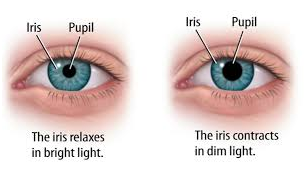 Iris Pupil
The iris relaxes
in bright light.
Iris Pupil
The iris contracts
in dim light.